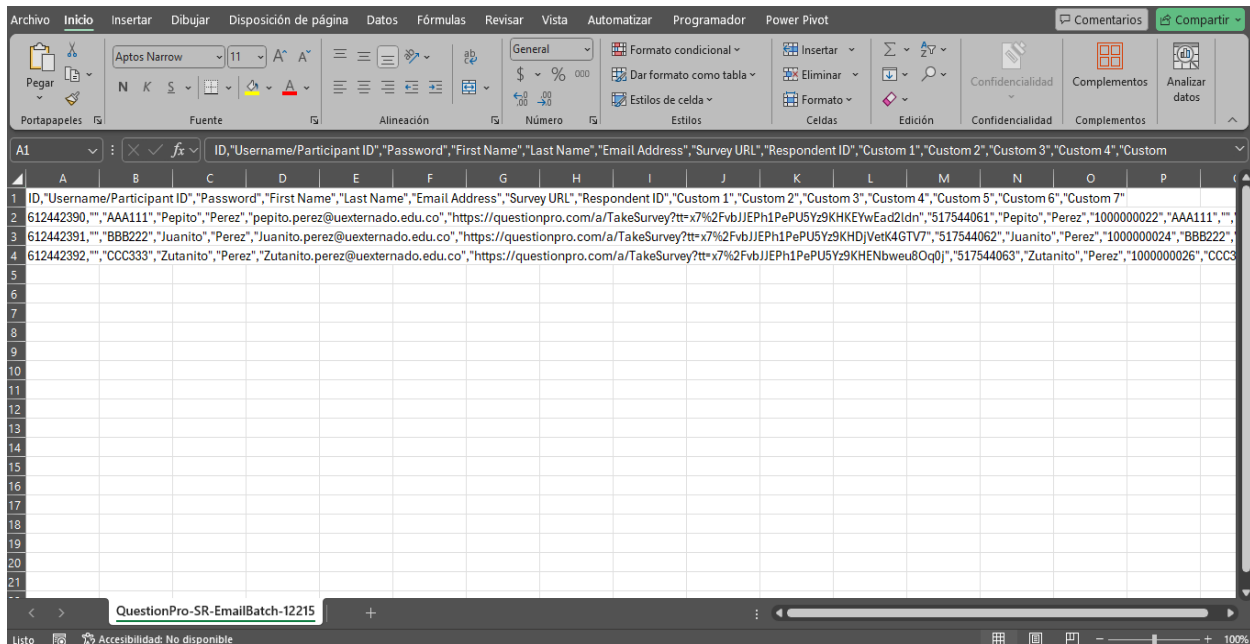 Archivo Inicio Insertar Dibujar Disposición de página Datos Fórmulas Revisar Vista Automatizar Programador Power Pivot Comentarios Compartir
Pegar
Aptos Narrow 11 A^ A˅
N K S A
ab
General
$ % 000
Formato condicional
Dar formato como tabla
Estilos de celda
Insertar
Eliminar
Formato
Confidencialidad
Complementos
Analizar datos
Portapapeles Fuente Alineación Número Estilos Celdas Edición Confidencialidad Complementos
A1 fx ID,"Username/Participant ID","Password","First Name","Last Name","Email Address","Survey URL","Respondent ID","Custom 1","Custom 2","Custom 3","Custom 4","Custom
A B C D E F G H I J K L M N O P
1 ID,"Username/Participant ID","Password","First Name","Last Name","Email Address","Survey URL","Respondent ID","Custom 1","Custom 2","Custom 3","Custom 4","Custom 5","Custom 6","Custom 7"
2 612442390,"","AAA111","Pepito","Perez","pepito.perez@uexternado.edu.co","https://questionpro.com/a/TakeSurvey?tt=x7%2FvbJJEPh1PePU5Yz9KHKEYwEad2ldn","517544061","Pepito","Perez","1000000022","AAA111","",
3 612442391,"","BBB222","Juanito","Perez","Juanito.perez@uexternado.edu.co","https://questionpro.com/a/TakeSurvey?tt=x7%2FvbJJEPh1PePU5Yz9KHDjVetK4GTV7","517544062","Juanito","Perez","1000000024","BBB222",
4 612442392,"","CCC333","Zutanito","Perez","Zutanito.perez@uexternado.edu.co","https://questionpro.com/a/TakeSurvey?tt=x7%2FvbJJEPh1PePU5Yz9KHENbweu8Oq0j","517544063","Zutanito","Perez","1000000026","CCC3
5
6
7
8
9
10
11
12
13
14
15
16
17
18
19
20
21
QuestionPro-SR-EmailBatch-12215
Listo Accesibilidad: No disponible 100%